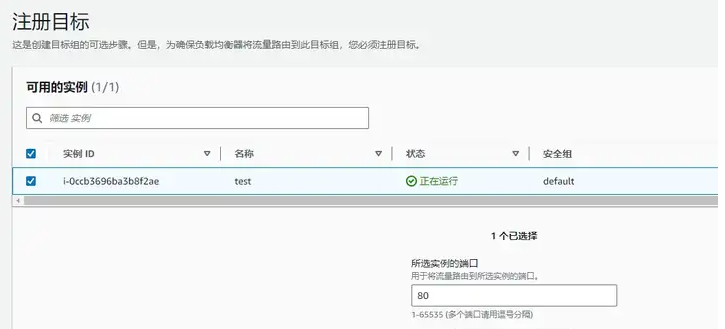 注册目标
这是创建目标组的可选步骤。但是，为确保负载均衡器将流量路由到此目标组，您必须注册目标。
可用的实例 (1/1)
筛选 实例
实例 ID 名称 状态 安全组
i-0ccb3696ba3b8f2ae test 正在运行 default
1 个已选择
所选实例的端口
用于将流量路由到所选实例的端口。
80
1-65535 (多个端口请用逗号分隔)